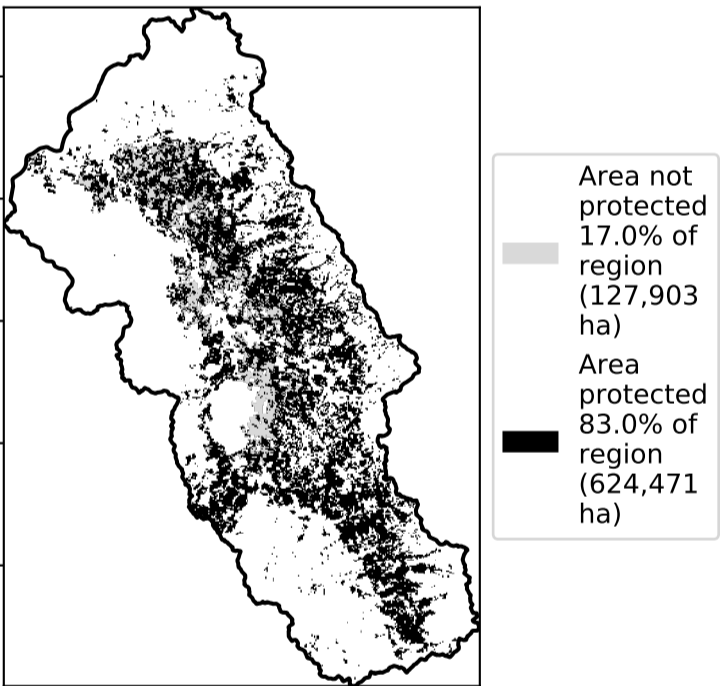 Area not
protected
17.0% of
region
(127,903
ha)
Area
protected
83.0% of
region
(624,471
ha)